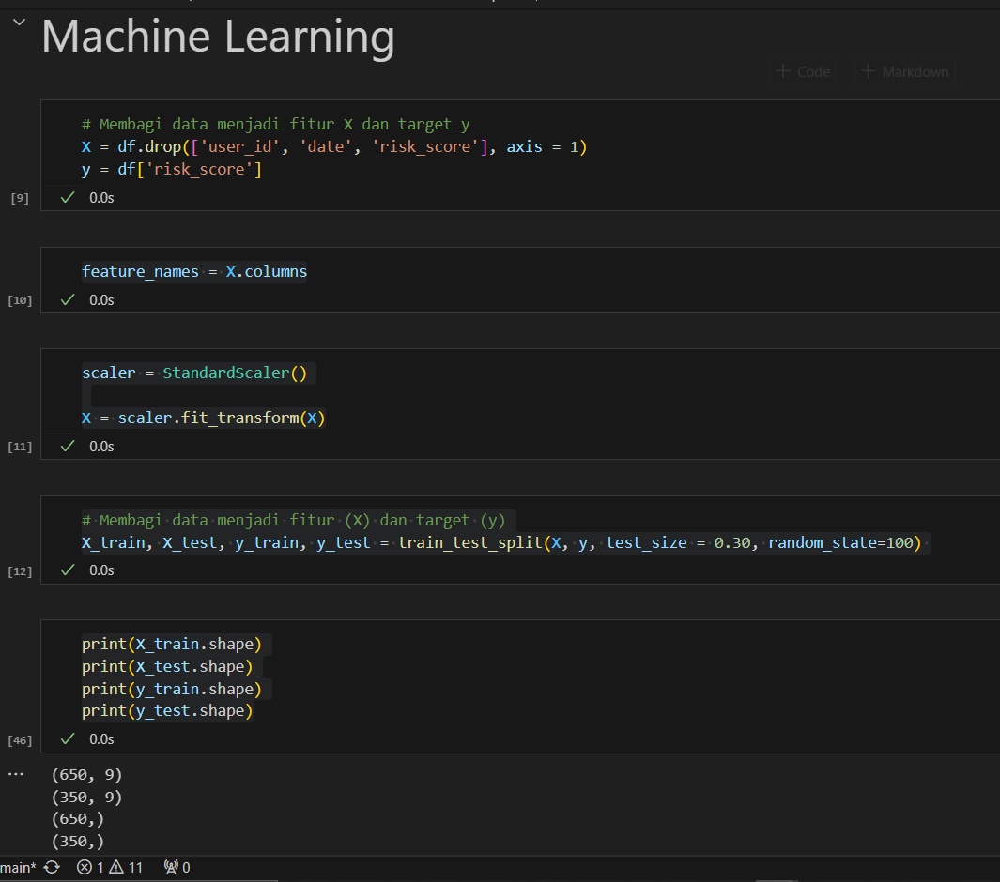 Machine Learning
+ Code + Markdown
# Membagi data menjadi fitur X dan target y
X = df.drop(['user_id', 'date', 'risk_score'], axis = 1)
y = df['risk_score']
[9] ✓ 0.0s
feature_names = X.columns
[10] ✓ 0.0s
scaler = StandardScaler()
X = scaler.fit_transform(X)
[11] ✓ 0.0s
# Membagi data menjadi fitur (X) dan target (y)
X_train, X_test, y_train, y_test = train_test_split(X, y, test_size = 0.30, random_state=100)
[12] ✓ 0.0s
print(X_train.shape)
print(X_test.shape)
print(y_train.shape)
print(y_test.shape)
[46] ✓ 0.0s
... (650, 9)
(350, 9)
(650,)
(350,)
main* 1 11 0